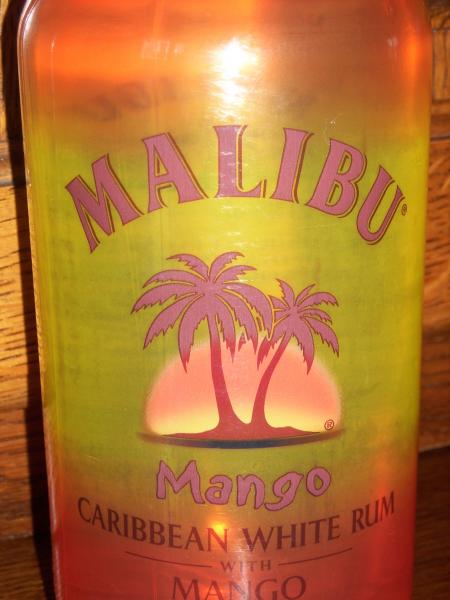 MALIBU®
®
Mango
CARIBBEAN WHITE RUM
WITH
MANGO